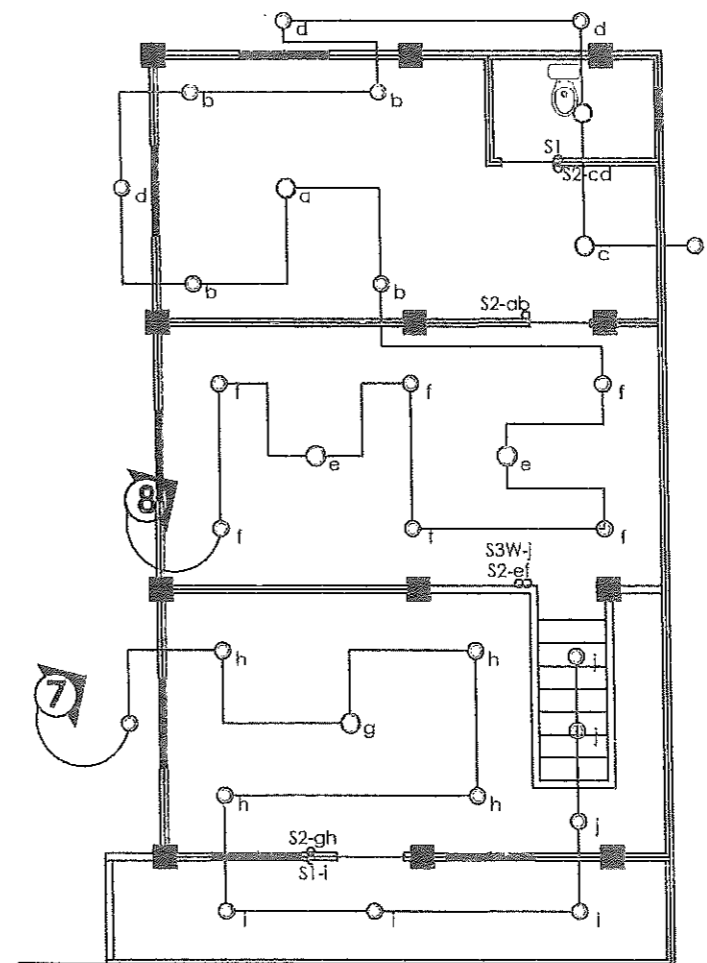 d
d
b
b
S1
S2-cd
d
a
c
b
b
S2-ab
f
f
f
e
e
8
f
f
f
S3W-j
S2-ef
h
h
j
7
g
j
h
h
j
S2-gh
S1-i
i
i
i